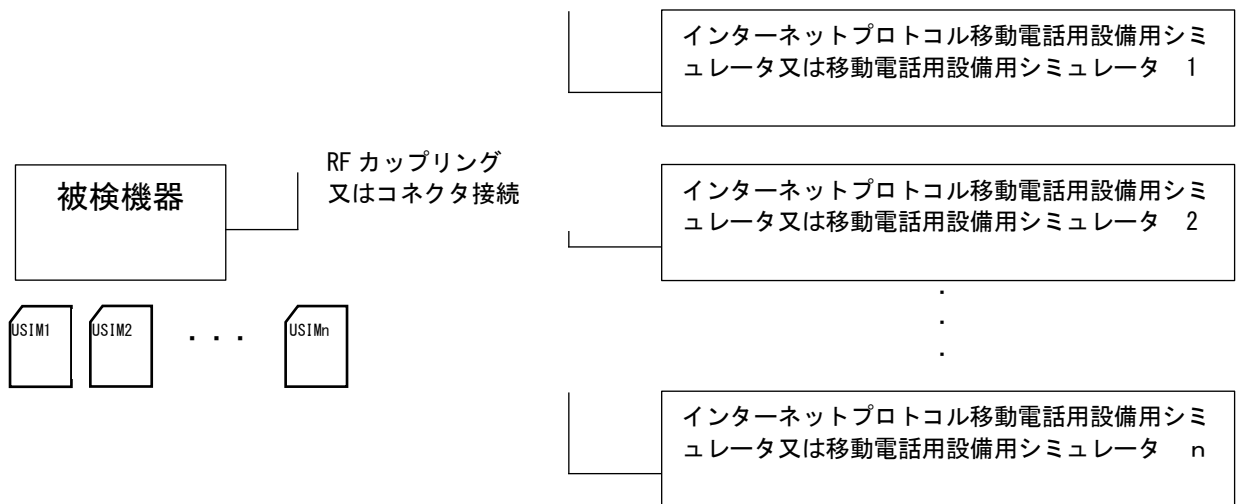 インターネットプロトコル移動電話用設備用シミ
ュレータ又は移動電話用設備用シミュレータ　1
RF カップリング
又はコネクタ接続
被検機器
インターネットプロトコル移動電話用設備用シミ
ュレータ又は移動電話用設備用シミュレータ　2
・
・
・
USIM1 USIM2 ・・・ USIMn
インターネットプロトコル移動電話用設備用シミ
ュレータ又は移動電話用設備用シミュレータ　ｎ